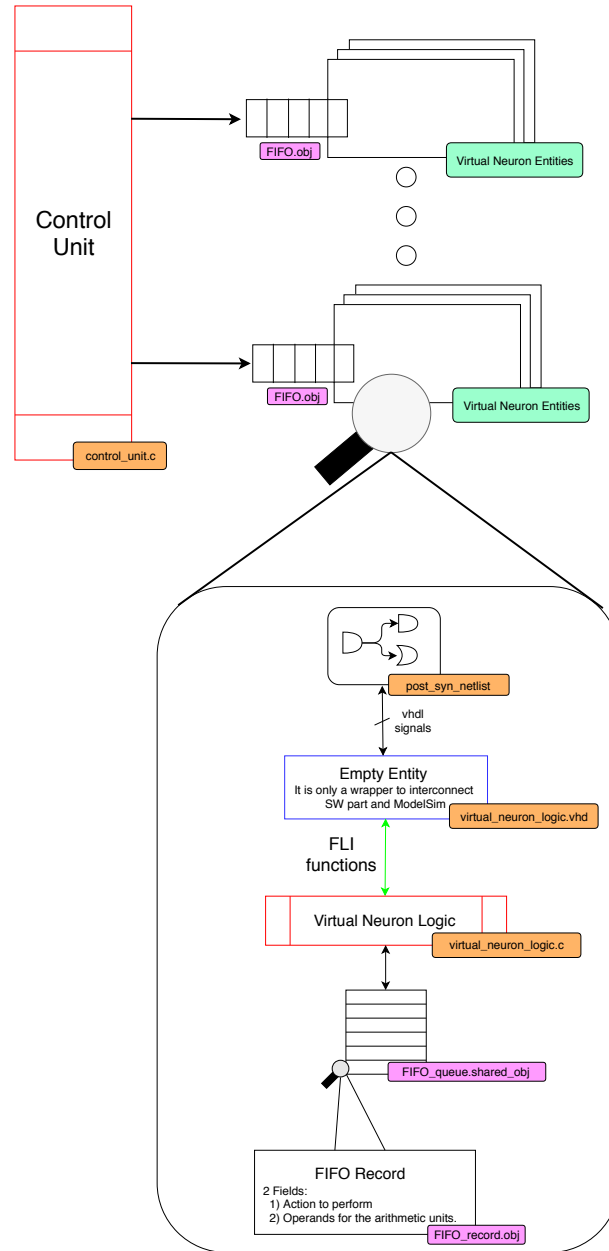 Control
Unit
control_unit.c
FIFO.obj
Virtual Neuron Entities
FIFO.obj
Virtual Neuron Entities
post_syn_netlist
vhdl
signals
Empty Entity
It is only a wrapper to interconnect
SW part and ModelSim
virtual_neuron_logic.vhd
FLI
functions
Virtual Neuron Logic
virtual_neuron_logic.c
FIFO_queue.shared_obj
FIFO Record
2 Fields:
1) Action to perform
2) Operands for the arithmetic units.
FIFO_record.obj